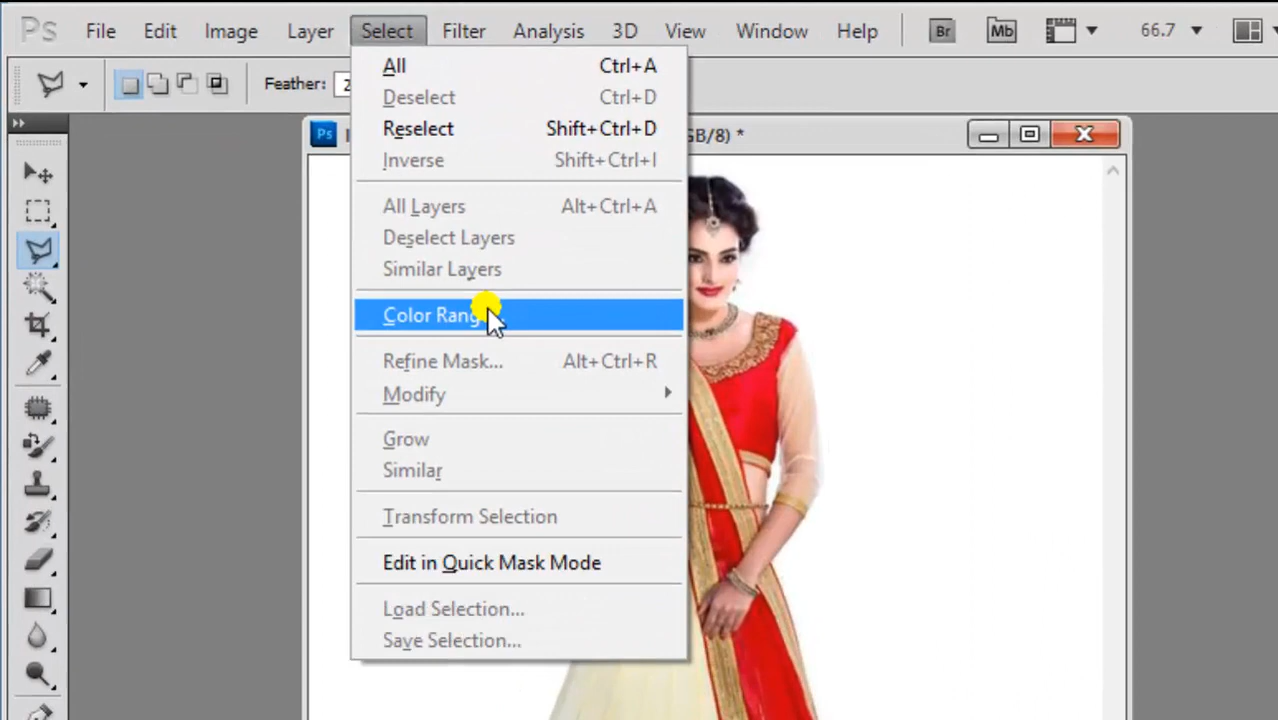 Ps File Edit Image Layer Select Filter Analysis 3D View Window Help Br Mb 66.7
Feather: 2
All Ctrl+A
Deselect Ctrl+D
Reselect Shift+Ctrl+D
Ps GB/8) *
Inverse Shift+Ctrl+I
All Layers Alt+Ctrl+A
Deselect Layers
Similar Layers
Color Rang
Refine Mask... Alt+Ctrl+R
Modify
Grow
Similar
Transform Selection
Edit in Quick Mask Mode
Load Selection...
Save Selection...